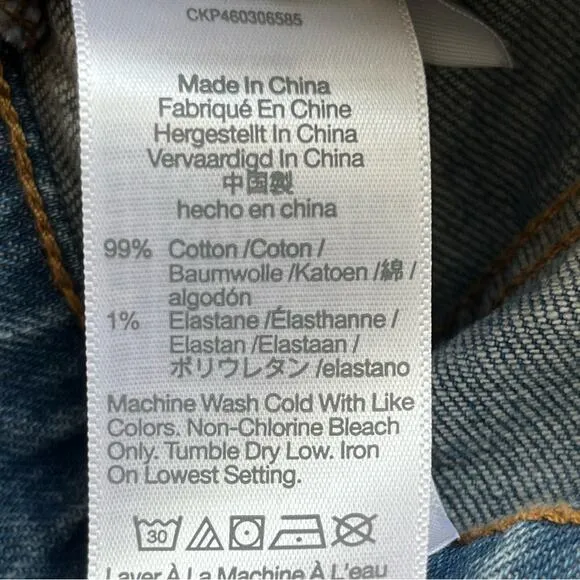 CKP460306585
Made In China
Fabriqué En Chine
Hergestellt In China
Vervaardigd In China
中国製
hecho en china
99% Cotton /Coton /
Baumwolle /Katoen /綿 /
algodón
1% Elastane /Élasthanne /
Elastan /Elastaan /
ポリウレタン /elastano
Machine Wash Cold With Like
Colors. Non-Chlorine Bleach
Only. Tumble Dry Low. Iron
On Lowest Setting.
30
Laver À La Machine À L'eau